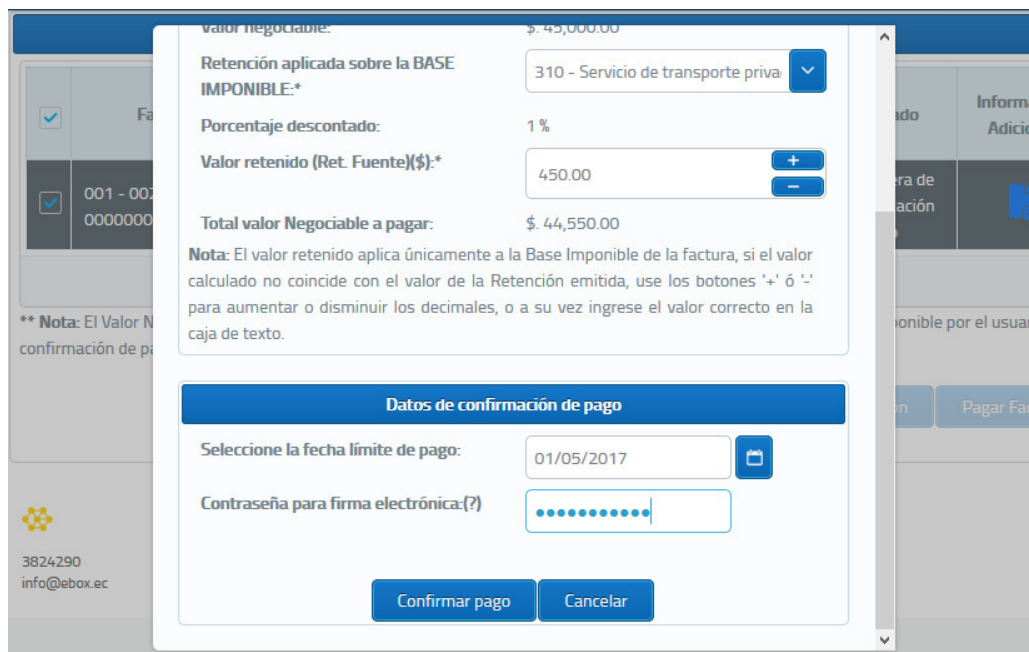 Valor negociable: $. 45,000.00
Retención aplicada sobre la BASE
IMPONIBLE:* 310 - Servicio de transporte priva
Porcentaje descontado: 1 %
Valor retenido (Ret. Fuente)($):* 450.00
+
−
Total valor Negociable a pagar: $. 44,550.00
Nota: El valor retenido aplica únicamente a la Base Imponible de la factura, si el valor
calculado no coincide con el valor de la Retención emitida, use los botones '+' ó '-'
para aumentar o disminuir los decimales, o a su vez ingrese el valor correcto en la
caja de texto.
Datos de confirmación de pago
Seleccione la fecha límite de pago: 01/05/2017
Contraseña para firma electrónica:(?) •••••••••••
Confirmar pago Cancelar
Fa
001 - 002
0000000
** Nota: El Valor N
confirmación de pa
3824290
info@ebox.ec
ado
Informa
Adicio
era de
ación
onible por el usuar
ón Pagar Fac